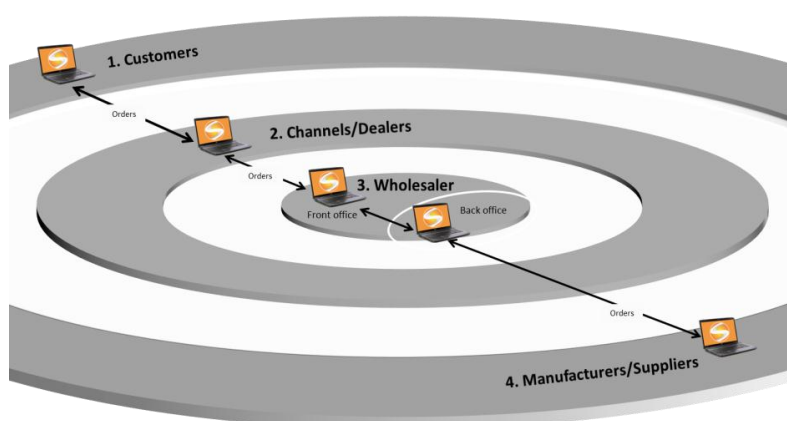 1. Customers
Orders
2. Channels/Dealers
Orders
3. Wholesaler
Front office
Back office
Orders
4. Manufacturers/Suppliers